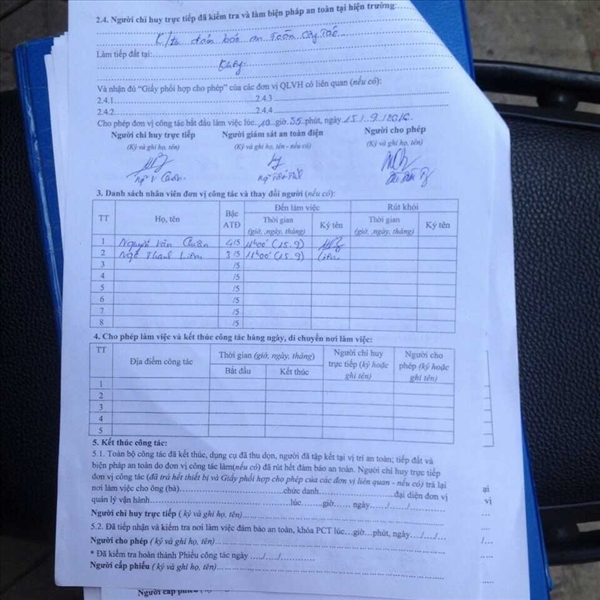 2.4. Người chỉ huy trực tiếp đã kiểm tra và làm biện pháp an toàn tại hiện trường:
đảm bảo an toàn công tác
Làm tiếp đất tại:
Không
Và nhận đủ “Giấy phối hợp cho phép” của các đơn vị QLVH có liên quan (nếu có):
2.4.1 2.4.3
2.4.2 2.4.4
Cho phép đơn vị công tác bắt đầu làm việc lúc. 10 giờ 55 phút, ngày 15 / 9 /2016
Người chỉ huy trực tiếp Người giám sát an toàn điện Người cho phép
(Ký và ghi họ, tên) (Ký và ghi họ, tên - nếu có) (Ký và ghi họ, tên)
3. Danh sách nhân viên đơn vị công tác và thay đổi người (nếu có):
TT Họ, tên Bậc ATĐ Đến làm việc Rút khỏi
Thời gian (giờ, ngày, tháng) Ký tên Thời gian (giờ, ngày, tháng) Ký tên
1 Nguyễn Văn 4/5 11h00' (15.9)
2 Ngô Thanh Liêm 3/5 11h00' (15.9) Liêm
3 /5
4 /5
5 /5
6 /5
7 /5
8 /5
4. Cho phép làm việc và kết thúc công tác hàng ngày, di chuyển nơi làm việc:
TT Địa điểm công tác Thời gian (giờ, ngày, tháng) Người chỉ huy trực tiếp (ký hoặc ghi tên) Người cho phép (ký hoặc ghi tên)
Bắt đầu Kết thúc
1
2
3
4
5
5. Kết thúc công tác:
5.1. Toàn bộ công tác đã kết thúc, dụng cụ đã thu dọn, người đã tập kết tại vị trí an toàn; tiếp đất và
biện pháp an toàn do đơn vị công tác làm(nếu có) đã rút hết đảm bảo an toàn. Người chỉ huy trực tiếp
đơn vị công tác (đã trả hết thiết bị và Giấy phối hợp cho phép của các đơn vị liên quan - nếu có) trả lại
nơi làm việc cho ông (bà) chức danh đại diện đơn vị
quản lý vận hành lúc giờ ngày / /
Người chỉ huy trực tiếp ( ký và ghi họ, tên)
5.2. Đã tiếp nhận và kiểm tra nơi làm việc đảm bảo an toàn, khóa PCT lúc...giờ...phút, ngày..../..../....
Người cho phép ( ký và ghi họ, tên)
* Đã kiểm tra hoàn thành Phiếu công tác ngày ..../..../....
Người cấp phiếu ( ký và ghi họ, tên)
Người cấp phiếu ( ký và ghi họ